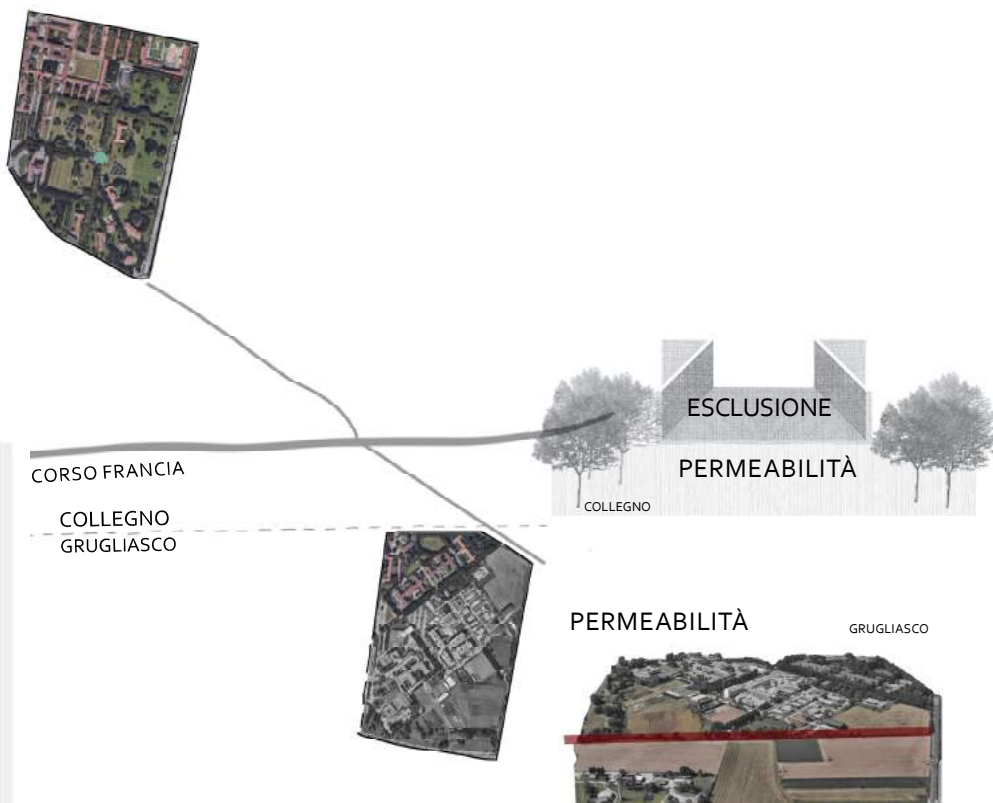 ESCLUSIONE
PERMEABILITÀ
CORSO FRANCIA
COLLEGNO
COLLEGNO
GRUGLIASCO
PERMEABILITÀ
GRUGLIASCO